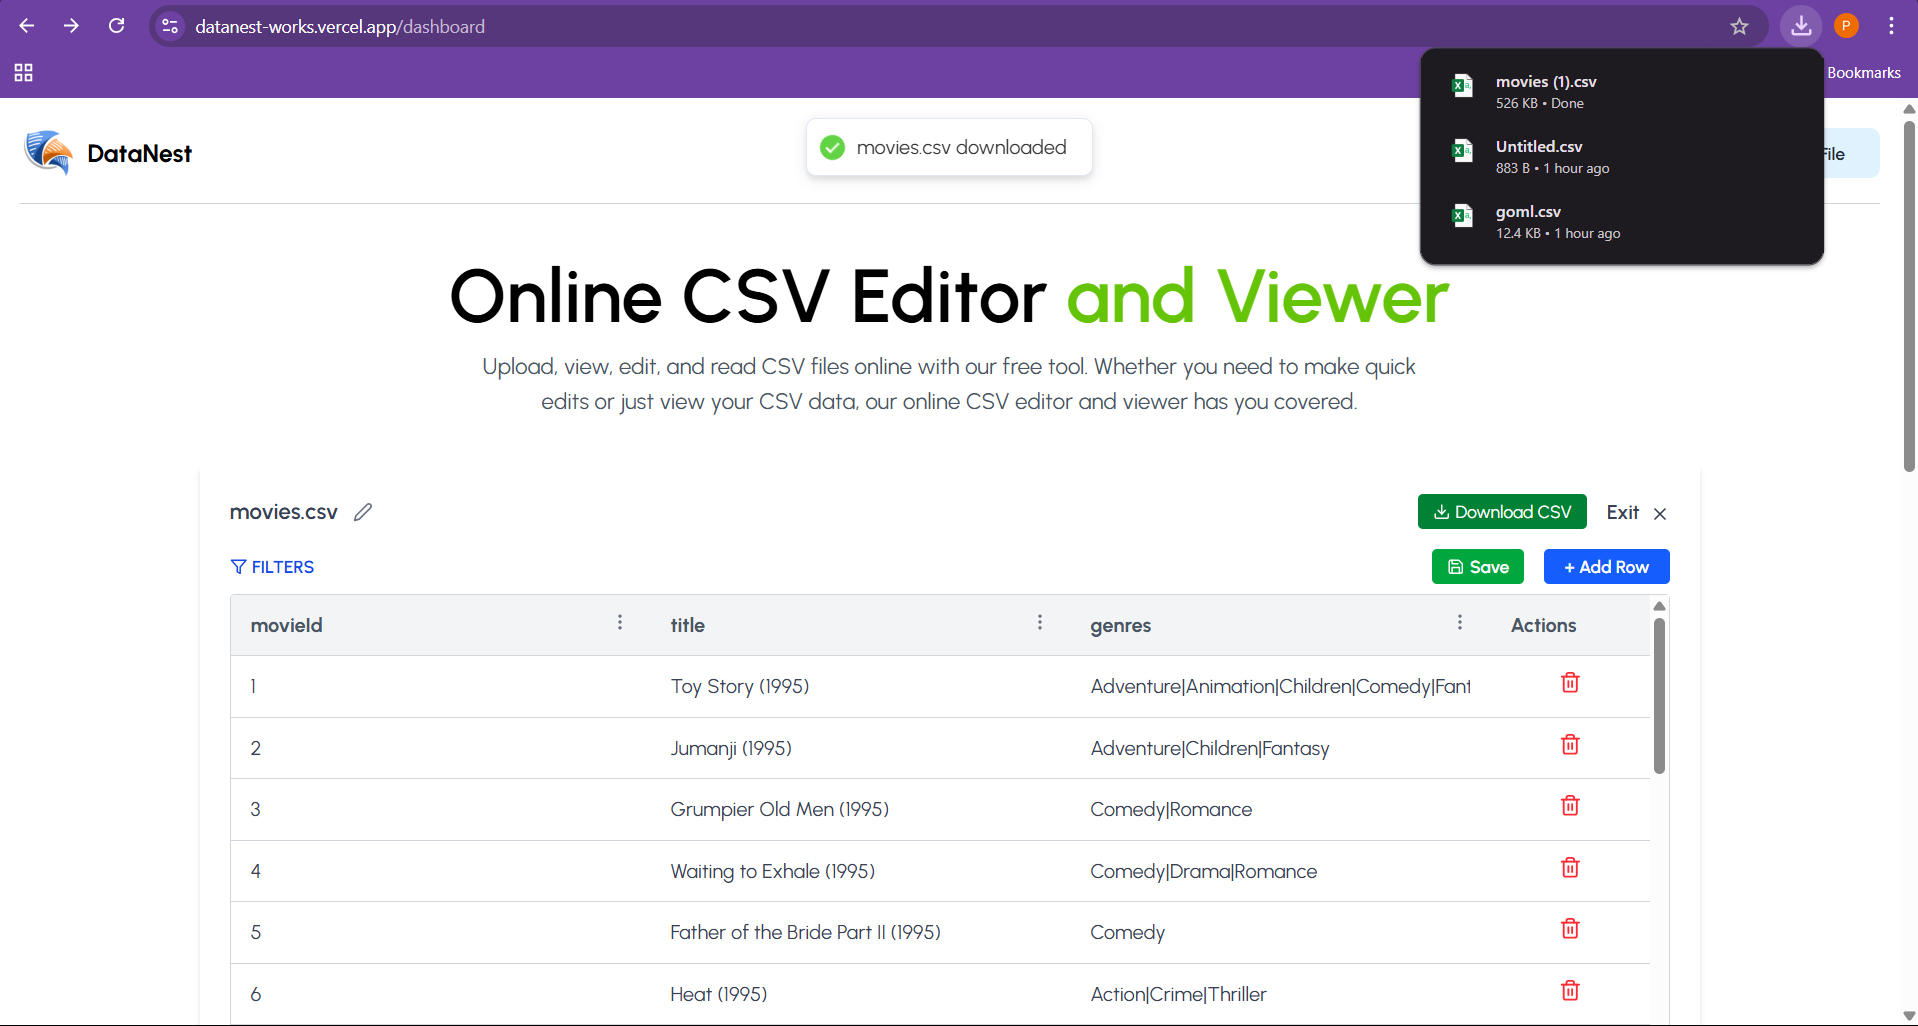 datanest-works.vercel.app/dashboard
P
Bookmarks
movies (1).csv
526 KB • Done
Untitled.csv
883 B • 1 hour ago
goml.csv
12.4 KB • 1 hour ago
DataNest
movies.csv downloaded
File
Online CSV Editor and Viewer
Upload, view, edit, and read CSV files online with our free tool. Whether you need to make quick
edits or just view your CSV data, our online CSV editor and viewer has you covered.
movies.csv
Download CSV
Exit
FILTERS
Save
+ Add Row
movieId title genres Actions
1 Toy Story (1995) Adventure|Animation|Children|Comedy|Fant
2 Jumanji (1995) Adventure|Children|Fantasy
3 Grumpier Old Men (1995) Comedy|Romance
4 Waiting to Exhale (1995) Comedy|Drama|Romance
5 Father of the Bride Part II (1995) Comedy
6 Heat (1995) Action|Crime|Thriller